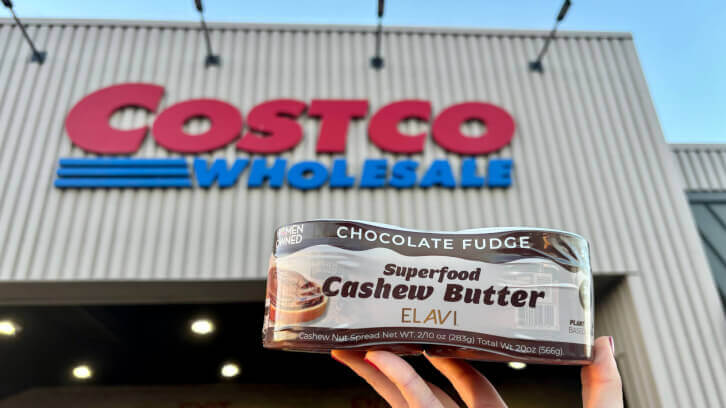 COSTCO
WHOLESALE
WOMEN
OWNED
CHOCOLATE FUDGE
Superfood
Cashew Butter
ELAVI
PLANT
BASED
Cashew Nut Spread Net WT. 2/10 oz (283g) Total Wt. 20oz (566g)